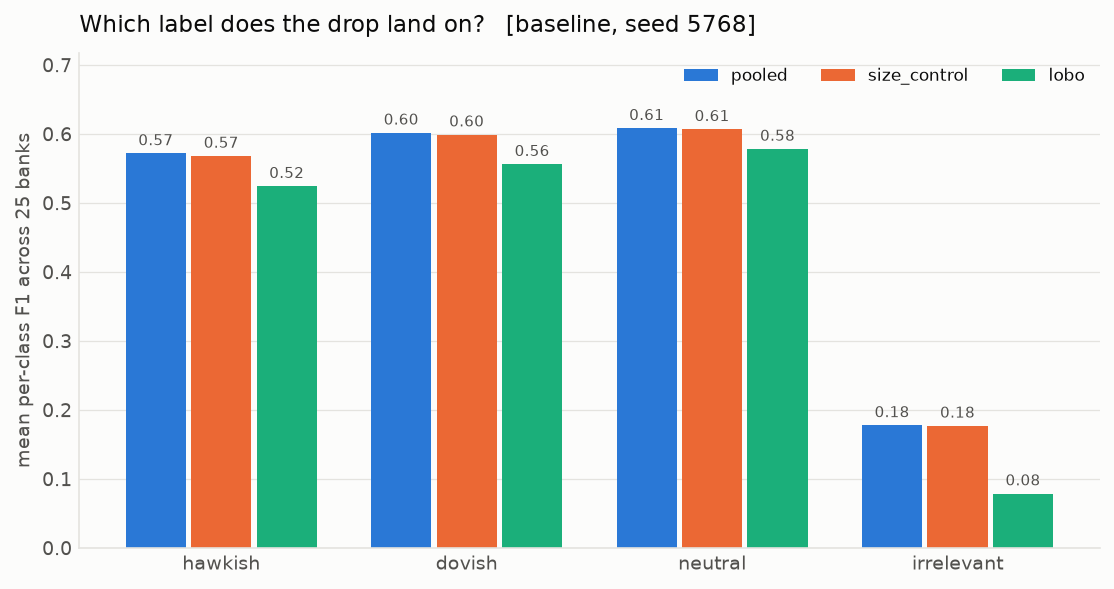 Which label does the drop land on?   [baseline, seed 5768]
pooled size_control lobo
mean per-class F1 across 25 banks
0.7
0.6
0.5
0.4
0.3
0.2
0.1
0.0
0.57 0.57 0.52
0.60 0.60 0.56
0.61 0.61 0.58
0.18 0.18 0.08
hawkish dovish neutral irrelevant